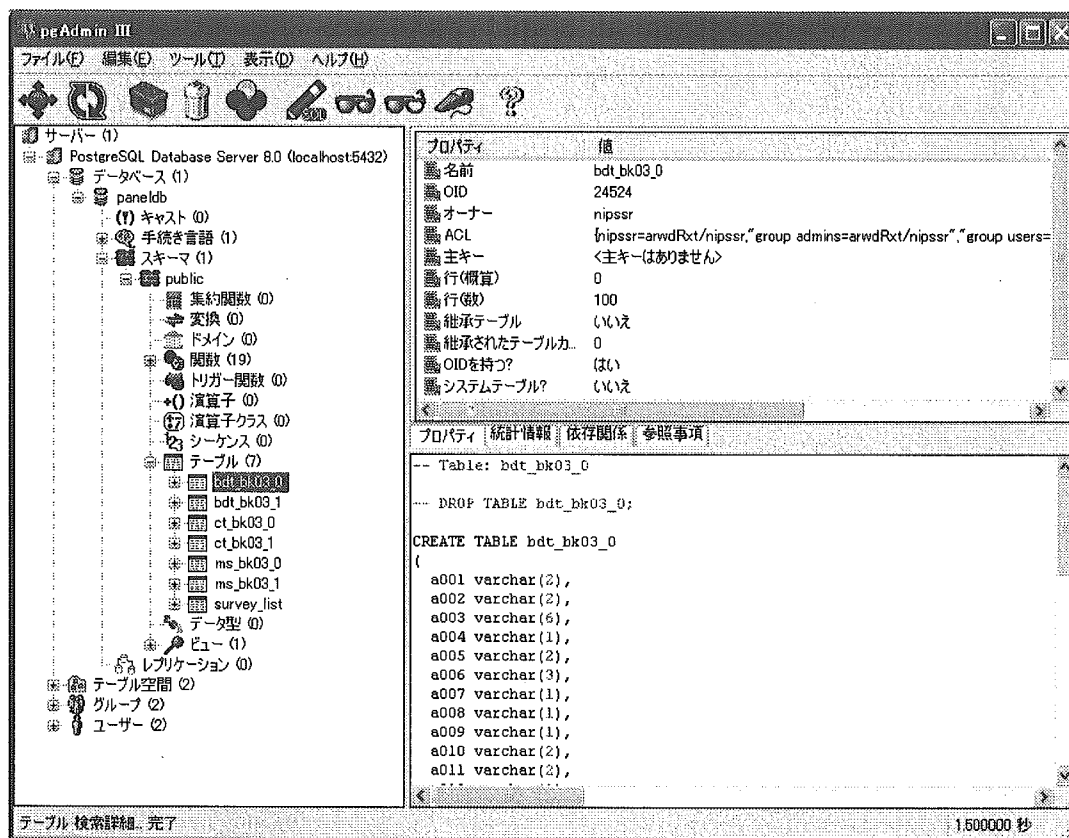 pgAdmin III
ファイル(F) 編集(E) ツール(T) 表示(D) ヘルプ(H)
SQL
サーバー (1)
PostgreSQL Database Server 8.0 (localhost:5432)
データベース (1)
paneldb
キャスト (0)
手続き言語 (1)
スキーマ (1)
public
集約関数 (0)
変換 (0)
ドメイン (0)
関数 (19)
トリガー関数 (0)
演算子 (0)
演算子クラス (0)
シーケンス (0)
テーブル (7)
bdt_bk03_0
bdt_bk03_1
ct_bk03_0
ct_bk03_1
ms_bk03_0
ms_bk03_1
survey_list
データ型 (0)
ビュー (1)
レプリケーション (0)
テーブル空間 (2)
グループ (2)
ユーザー (2)
プロパティ 値
名前 bdt_bk03_0
OID 24524
オーナー nipssr
ACL {nipssr=arwdRxt/nipssr,"group admins=arwdRxt/nipssr","group users=
主キー <主キーはありません>
行(概算) 0
行(数) 100
継承テーブル いいえ
継承されたテーブルカ... 0
OIDを持つ? はい
システムテーブル? いいえ
プロパティ 統計情報 依存関係 参照事項
-- Table: bdt_bk03_0
-- DROP TABLE bdt_bk03_0;
CREATE TABLE bdt_bk03_0
(
a001 varchar(2),
a002 varchar(2),
a003 varchar(6),
a004 varchar(1),
a005 varchar(2),
a006 varchar(3),
a007 varchar(1),
a008 varchar(1),
a009 varchar(1),
a010 varchar(2),
a011 varchar(2),
テーブル 検索詳細.. 完了 1.500000 秒